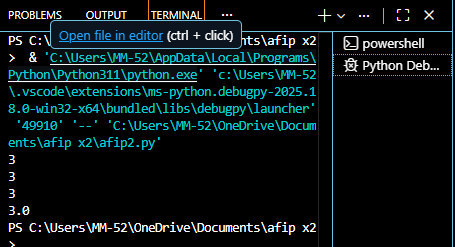 PROBLEMS OUTPUT TERMINAL ···
PS C:\
Open file in editor (ctrl + click)
\afip x2
> & 'C:\Users\MM-52\AppData\Local\Programs\
Python\Python311\python.exe' 'c:\Users\MM-52
\.vscode\extensions\ms-python.debugpy-2025.1
8.0-win32-x64\bundled\libs\debugpy\launcher'
'49910' '--' 'C:\Users\MM-52\OneDrive\Docum
ents\afip x2\afip2.py'
3
3
3
3.0
PS C:\Users\MM-52\OneDrive\Documents\afip x2
>
powershell
Python Deb...